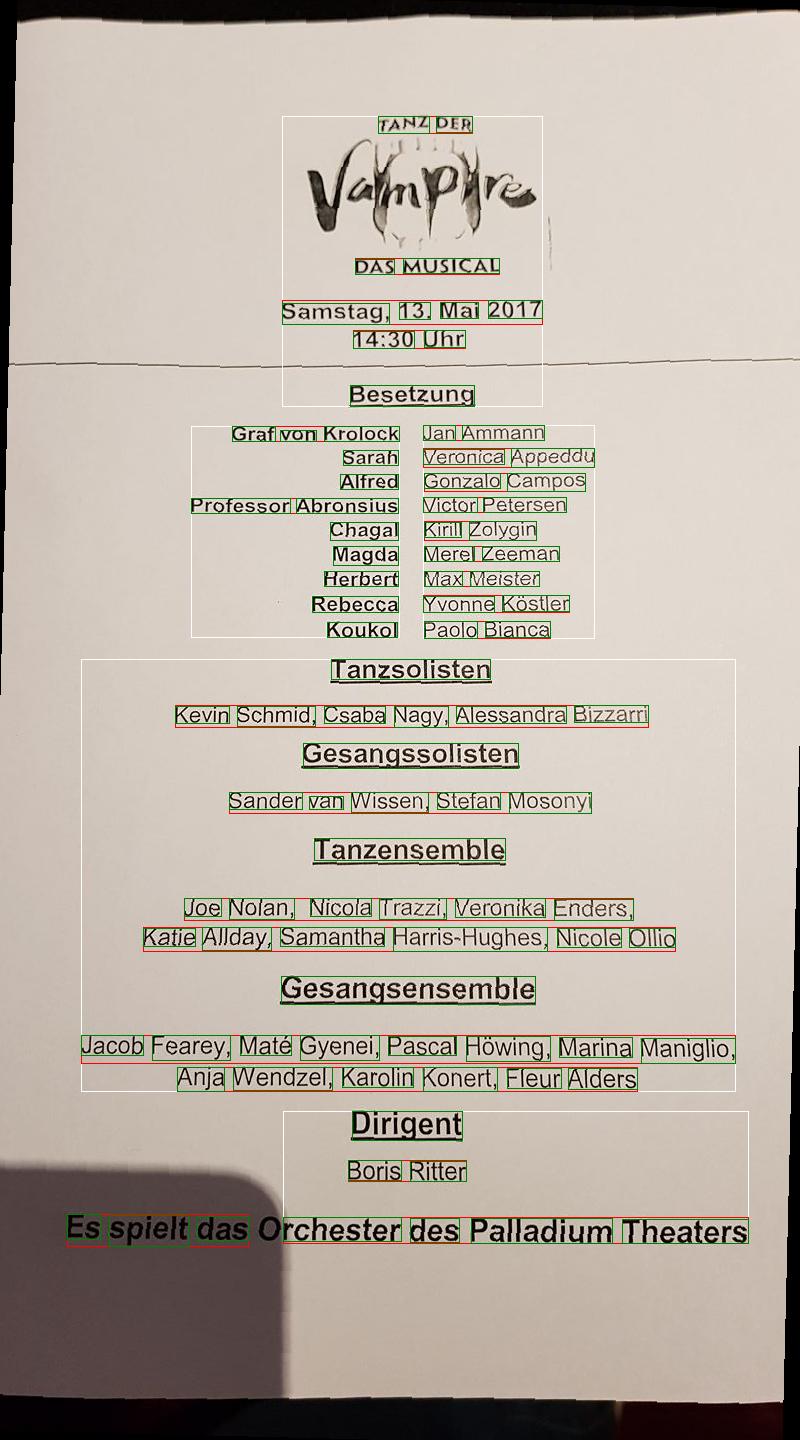 TANZ DER
Vampire
DAS MUSICAL
Samstag, 13. Mai 2017
14:30 Uhr
Besetzung
Graf von Krolock Jan Ammann
Sarah Veronica Appeddu
Alfred Gonzalo Campos
Professor Abronsius Victor Petersen
Chagal Kirill Zolygin
Magda Merel Zeeman
Herbert Max Meister
Rebecca Yvonne Köstler
Koukol Paolo Bianca
Tanzsolisten
Kevin Schmid, Csaba Nagy, Alessandra Bizzarri
Gesangssolisten
Sander van Wissen, Stefan Mosonyi
Tanzensemble
Joe Nolan, Nicola Trazzi, Veronika Enders,
Katie Allday, Samantha Harris-Hughes, Nicole Ollio
Gesangsensemble
Jacob Fearey, Maté Gyenei, Pascal Höwing, Marina Maniglio,
Anja Wendzel, Karolin Konert, Fleur Alders
Dirigent
Boris Ritter
Es spielt das Orchester des Palladium Theaters